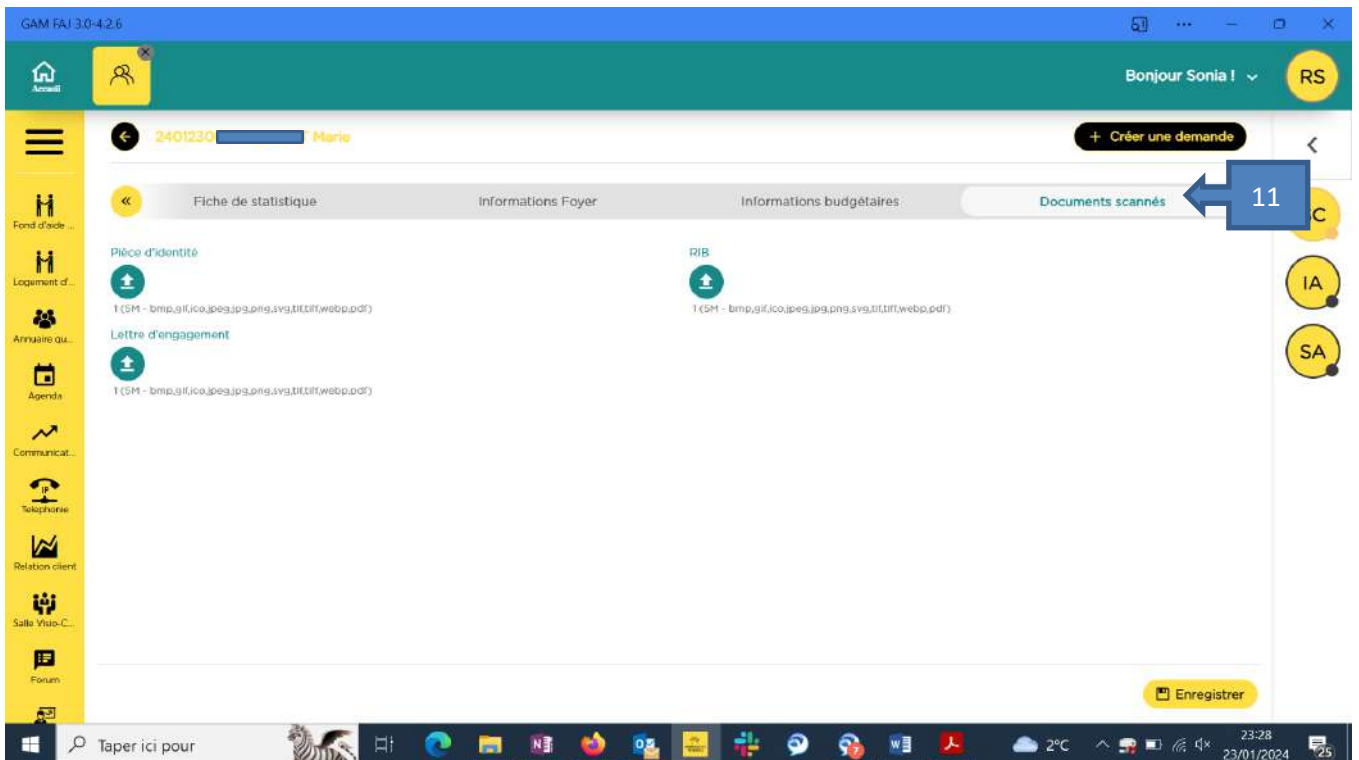 GAM FAJ 3.0-4.2.6
Accueil
Bonjour Sonia !
RS
2401230 Marie
+ Créer une demande
Fiche de statistique
Informations Foyer
Informations budgétaires
Documents scannés
11
Fond d'aide ...
Logement d'...
Annuaire qu...
Agenda
Communicat...
IP
Telephonie
Relation client
Salle Visio-C...
Forum
Pièce d'identité
1 (5M - bmp,gif,ico,jpeg,jpg,png,svg,tif,tiff,webp,pdf)
RIB
1 (5M - bmp,gif,ico,jpeg,jpg,png,svg,tif,tiff,webp,pdf)
Lettre d'engagement
1 (5M - bmp,gif,ico,jpeg,jpg,png,svg,tif,tiff,webp,pdf)
IA
SA
Enregistrer
Taper ici pour
7
2°C
23:28
23/01/2024
25